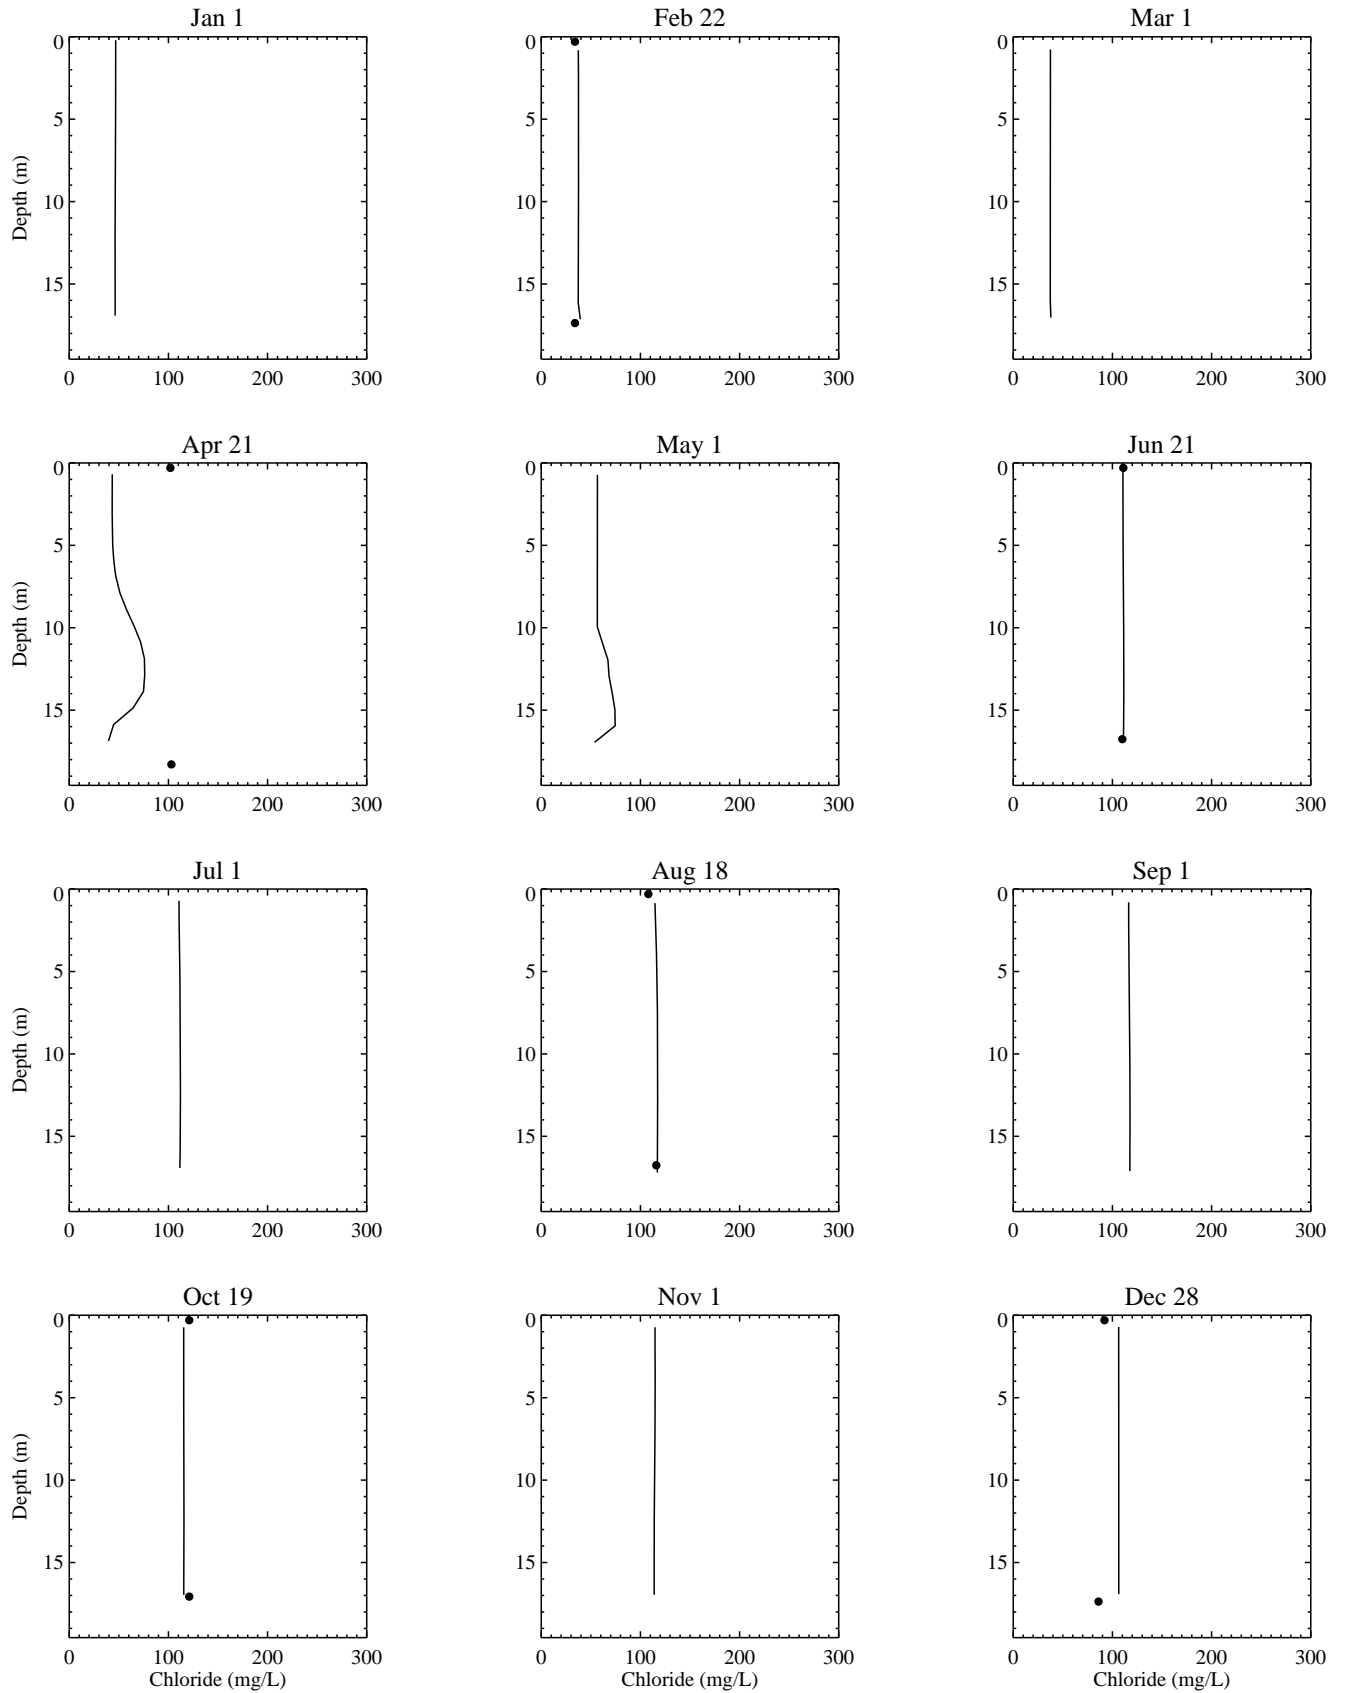 Jan 1 Feb 22 Mar 1
0 0 0
5 5 5
10 10 10
15 15 15
Depth (m)
0 100 200 300 0 100 200 300 0 100 200 300
Apr 21 May 1 Jun 21
0 0 0
5 5 5
10 10 10
15 15 15
Depth (m)
0 100 200 300 0 100 200 300 0 100 200 300
Jul 1 Aug 18 Sep 1
0 0 0
5 5 5
10 10 10
15 15 15
Depth (m)
0 100 200 300 0 100 200 300 0 100 200 300
Oct 19 Nov 1 Dec 28
0 0 0
5 5 5
10 10 10
15 15 15
Depth (m)
0 100 200 300 0 100 200 300 0 100 200 300
Chloride (mg/L) Chloride (mg/L) Chloride (mg/L)